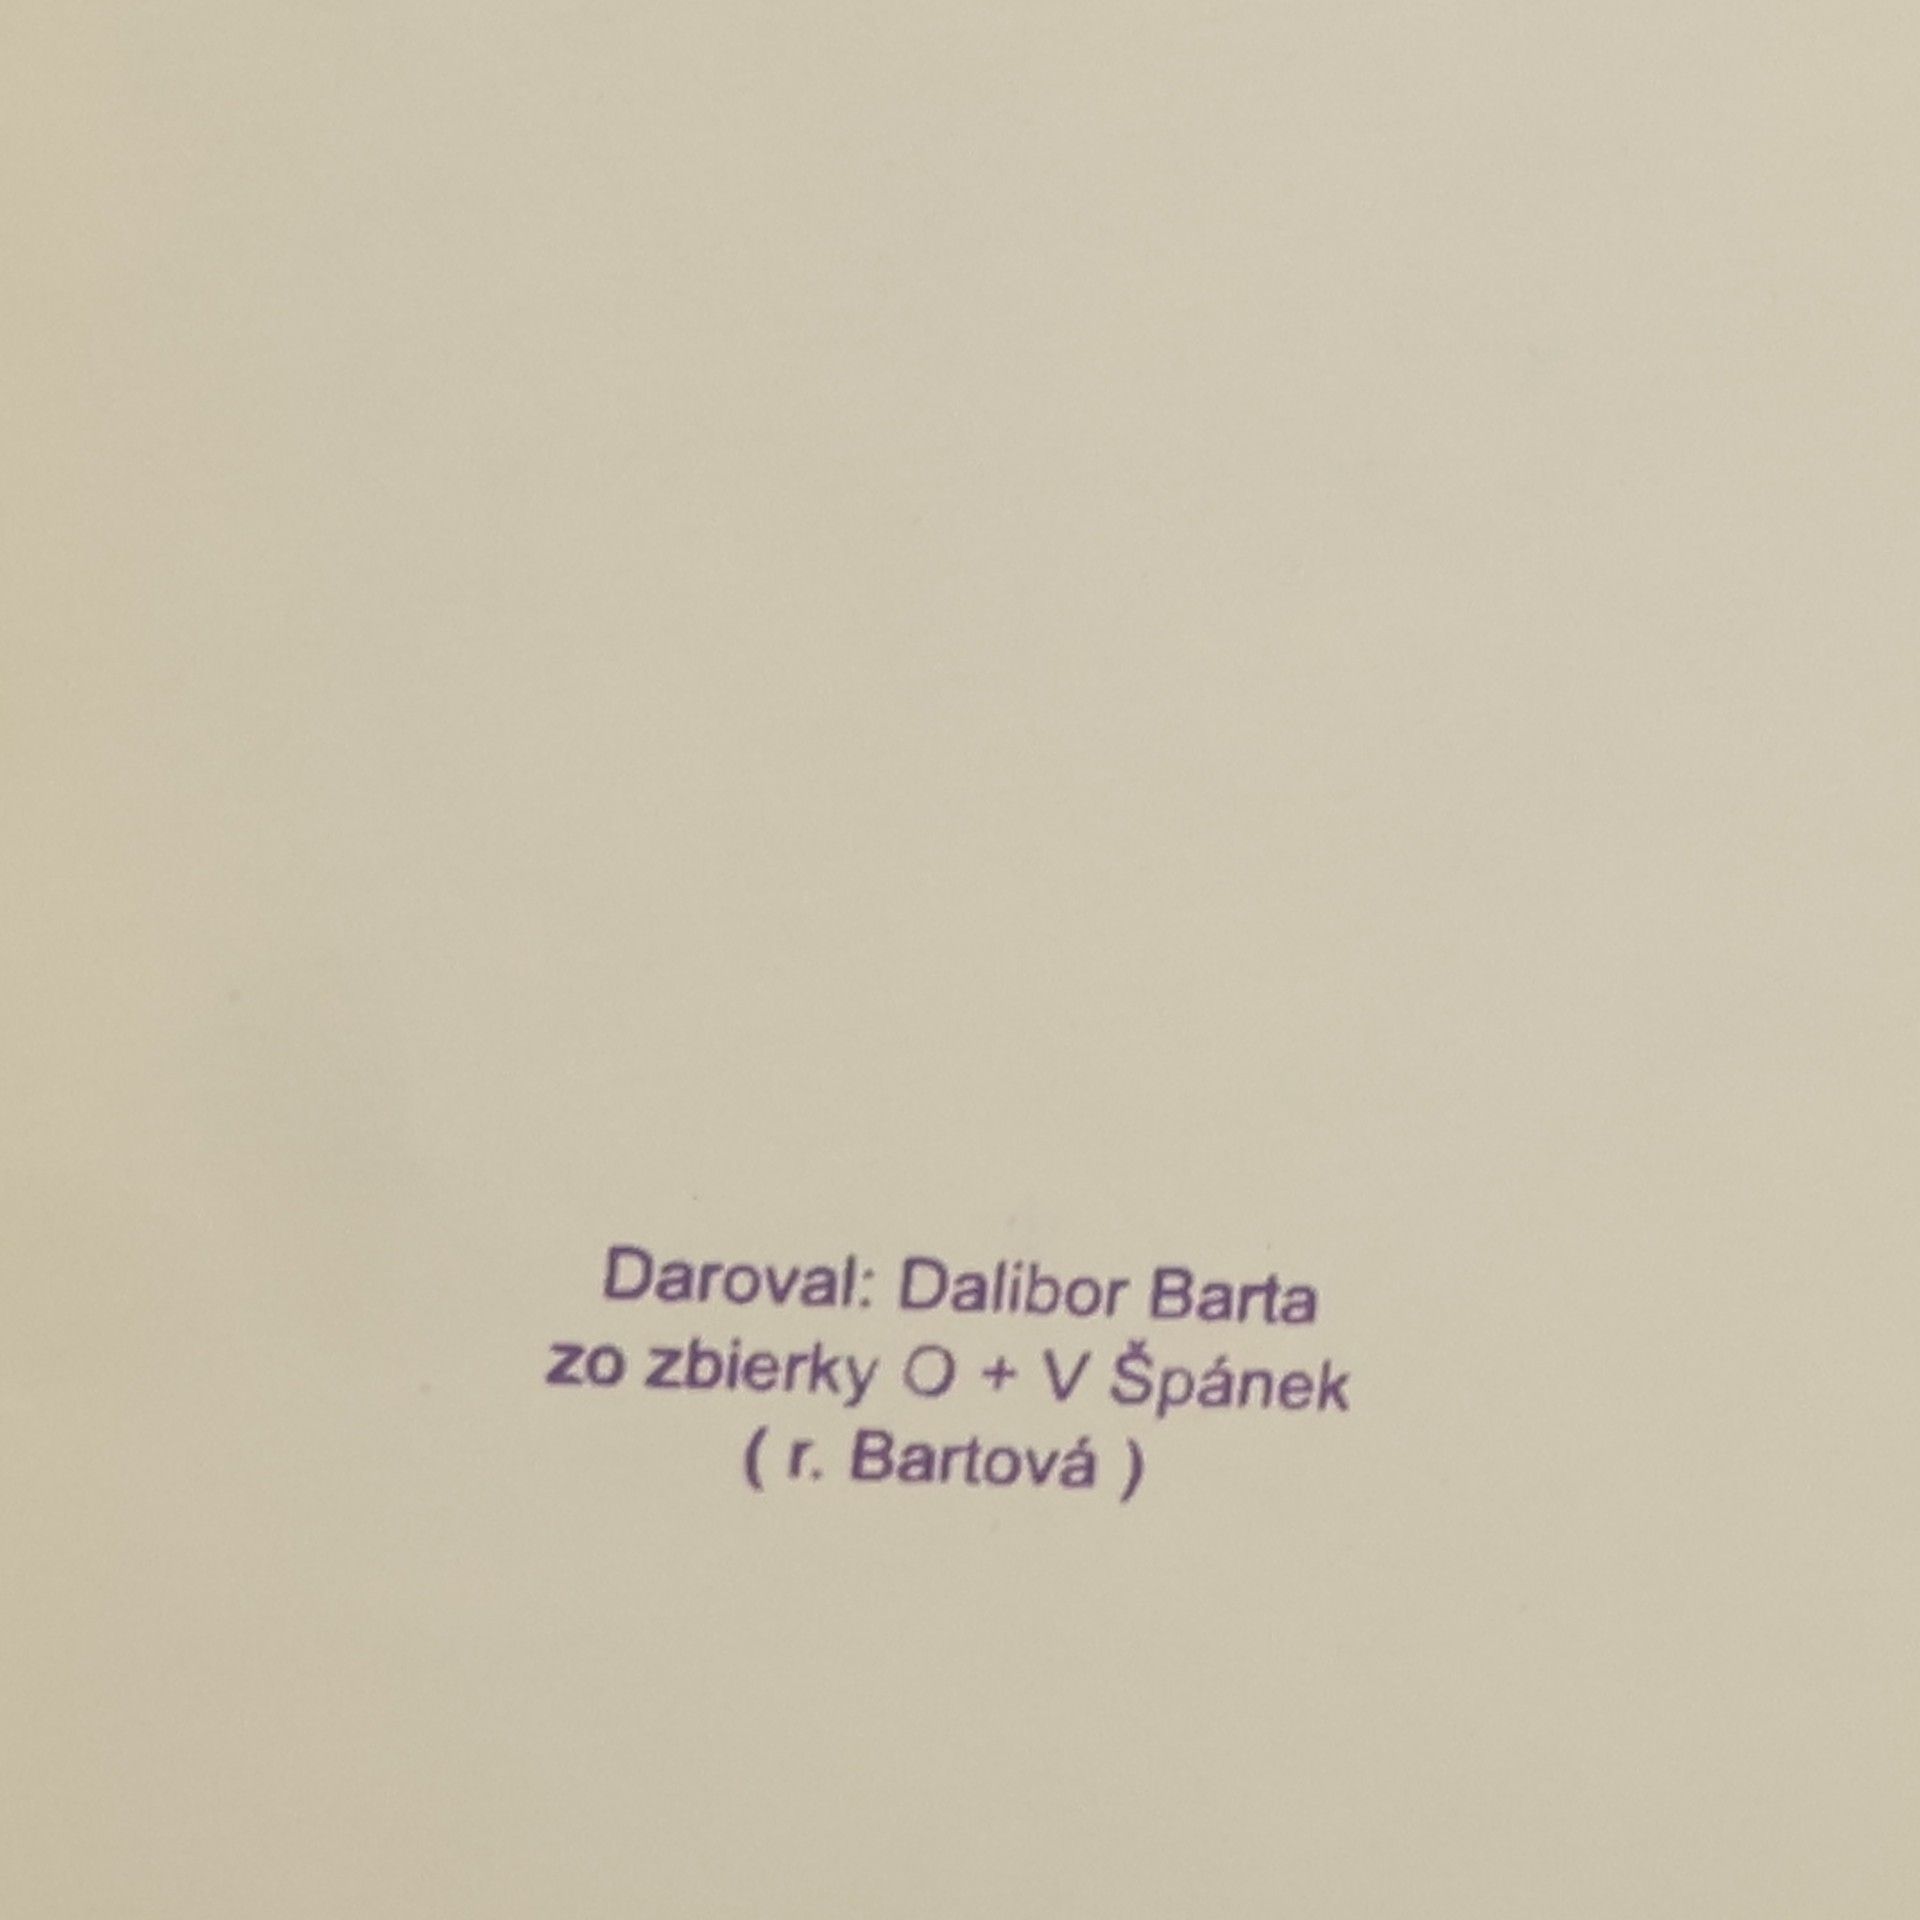 Daroval: Dalibor Barta
zo zbierky O + V Špánek
( r. Bartová )